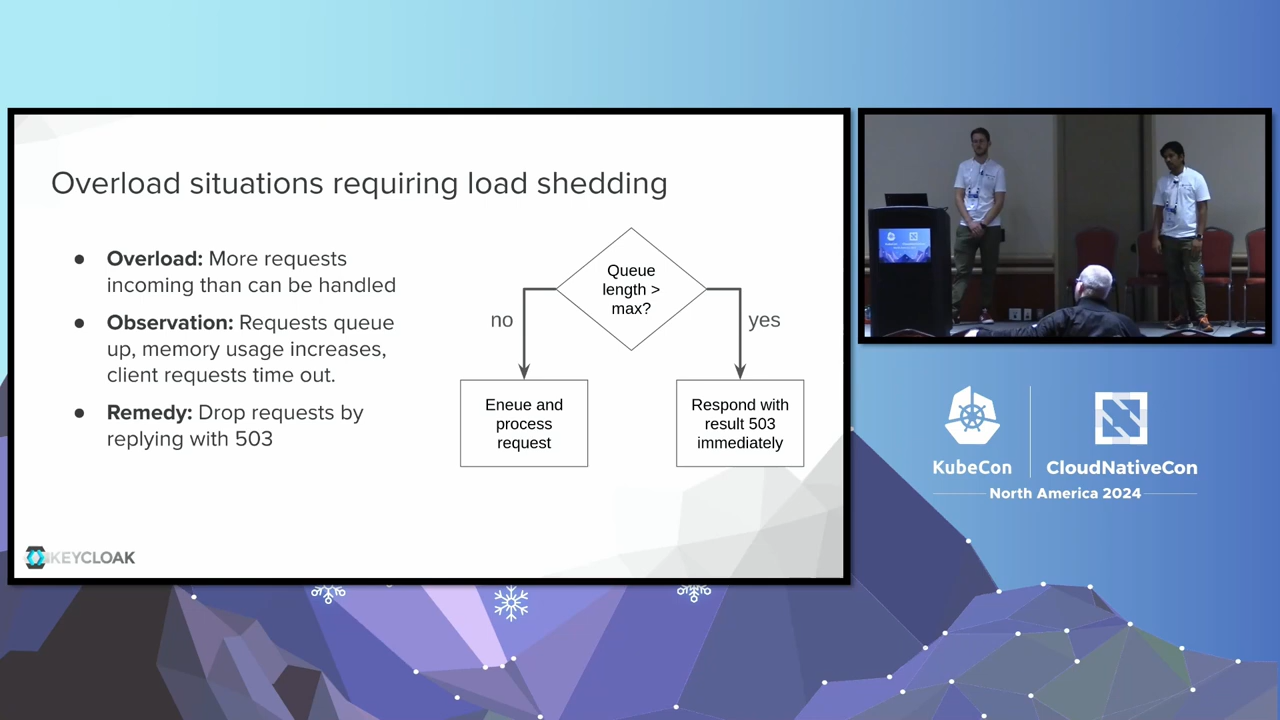 Overload situations requiring load shedding
● Overload: More requests
incoming than can be handled
● Observation: Requests queue
up, memory usage increases,
client requests time out.
● Remedy: Drop requests by
replying with 503
Queue
length >
max?
no
yes
Eneue and
process
request
Respond with
result 503
immediately
KEYCLOAK
KubeCon
CloudNativeCon
North America 2024